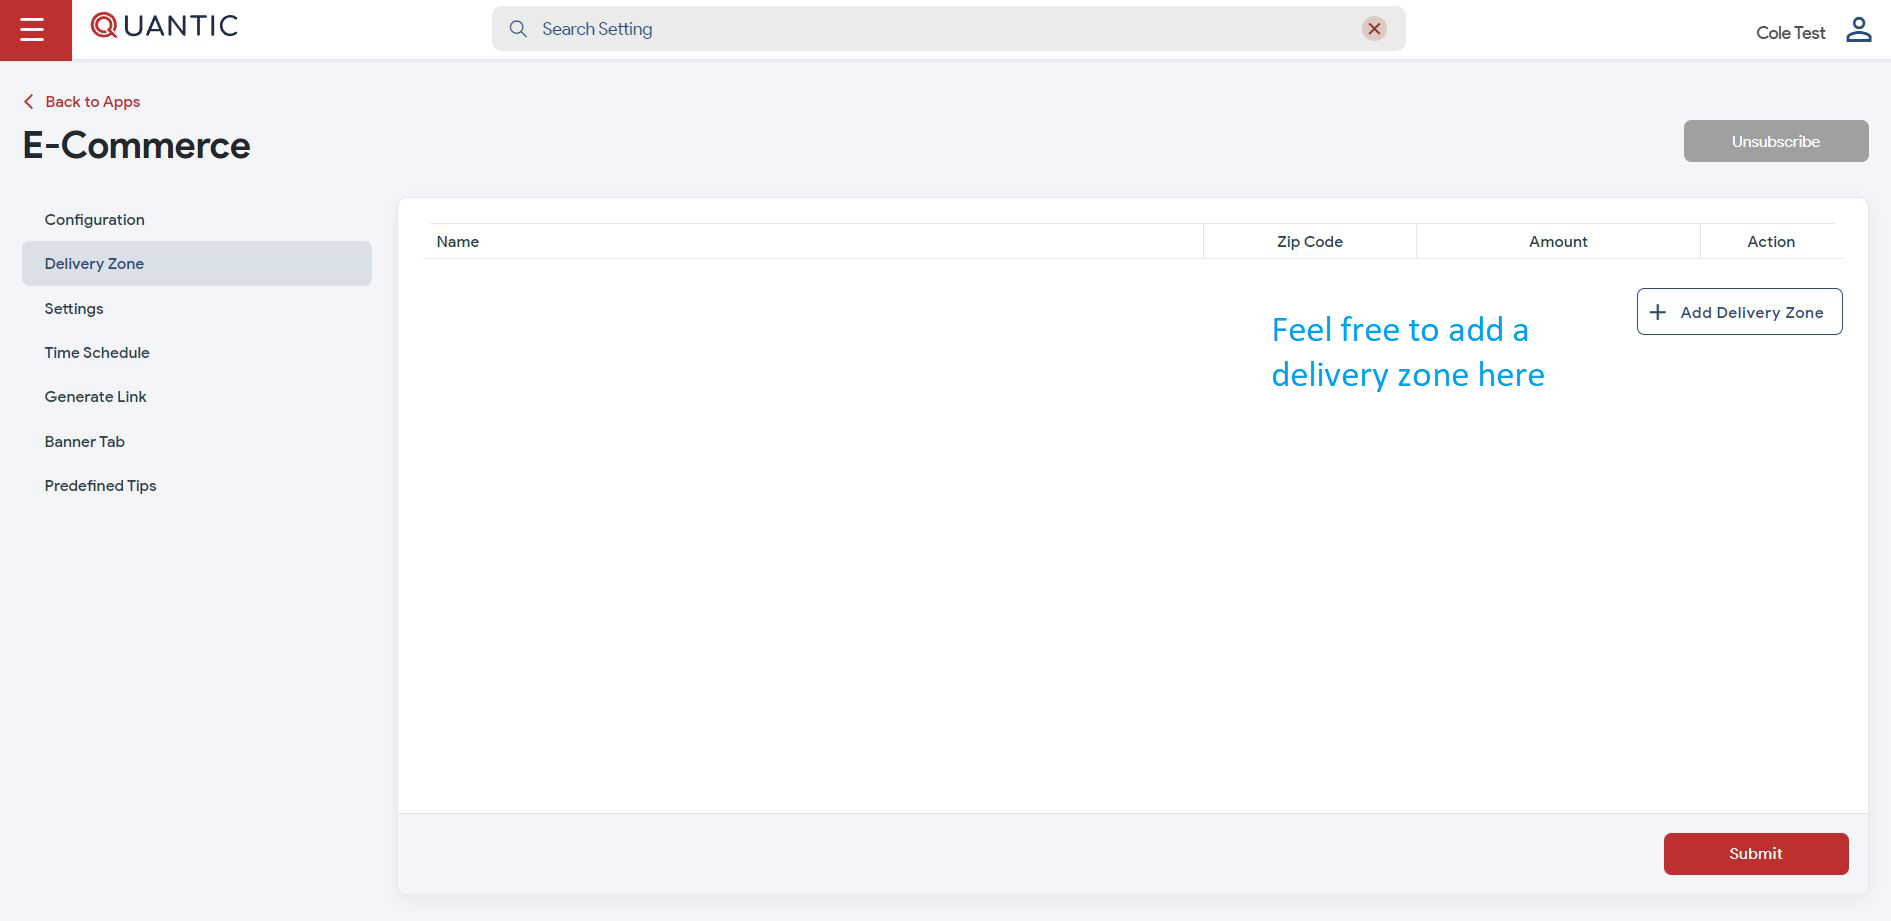 QUANTIC
Search Setting
Cole Test
Back to Apps
E-Commerce
Unsubscribe
Configuration
Delivery Zone
Settings
Time Schedule
Generate Link
Banner Tab
Predefined Tips
Name Zip Code Amount Action
Add Delivery Zone
Feel free to add a
delivery zone here
Submit